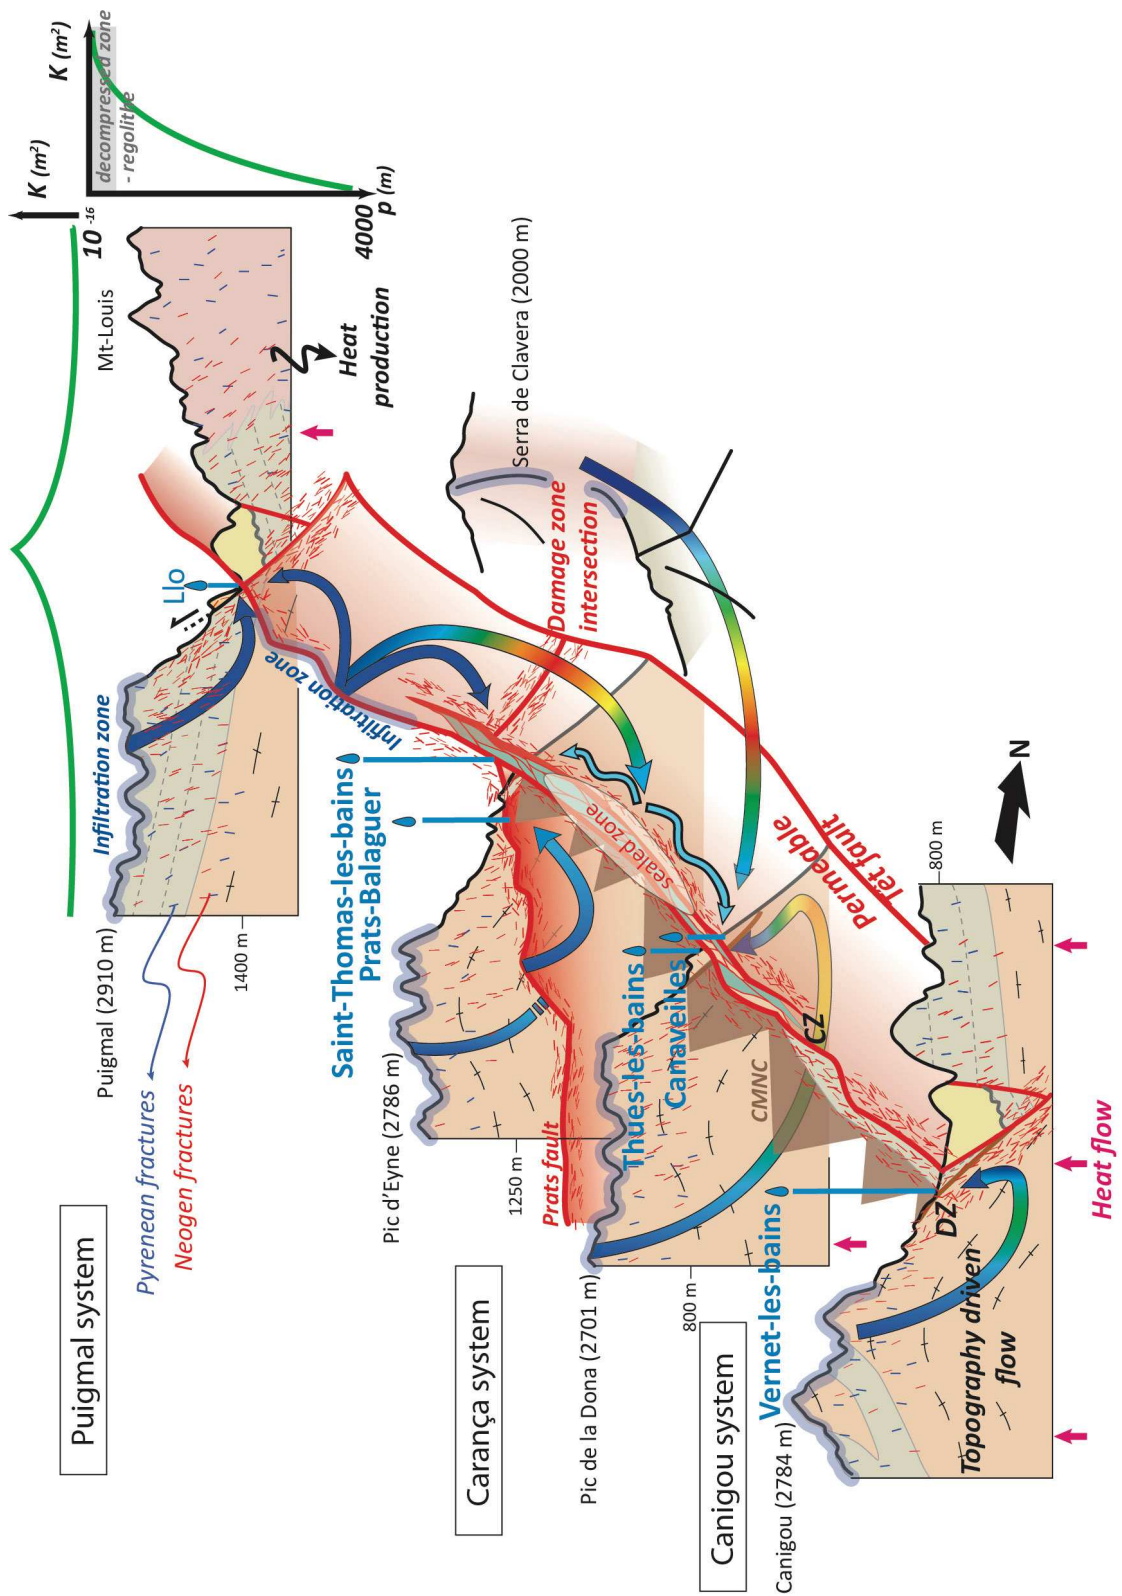 K (m²)
10 -16
K (m²)
decompressed zone
- regolithe
4000
p (m)
Puigmal system
Puigmal (2910 m)
Infiltration zone
Llo
Mt-Louis
1400 m
Heat
production
Pyrenean fractures
Neogen fractures
Infiltration zone
Saint-Thomas-les-bains
Prats-Balaguer
Serra de Clavera (2000 m)
Damage zone
intersection
Carança system
Pic d'Eyne (2786 m)
1250 m
Prats fault
sealed zone
Thues-les-bains
Canaveilles
Permeable
Têt fault
Pic de la Dona (2701 m)
800 m
CMNC
CZ
N
Canigou system
Vernet-les-bains
800 m
Canigou (2784 m)
DZ
Topography driven
flow
Heat flow